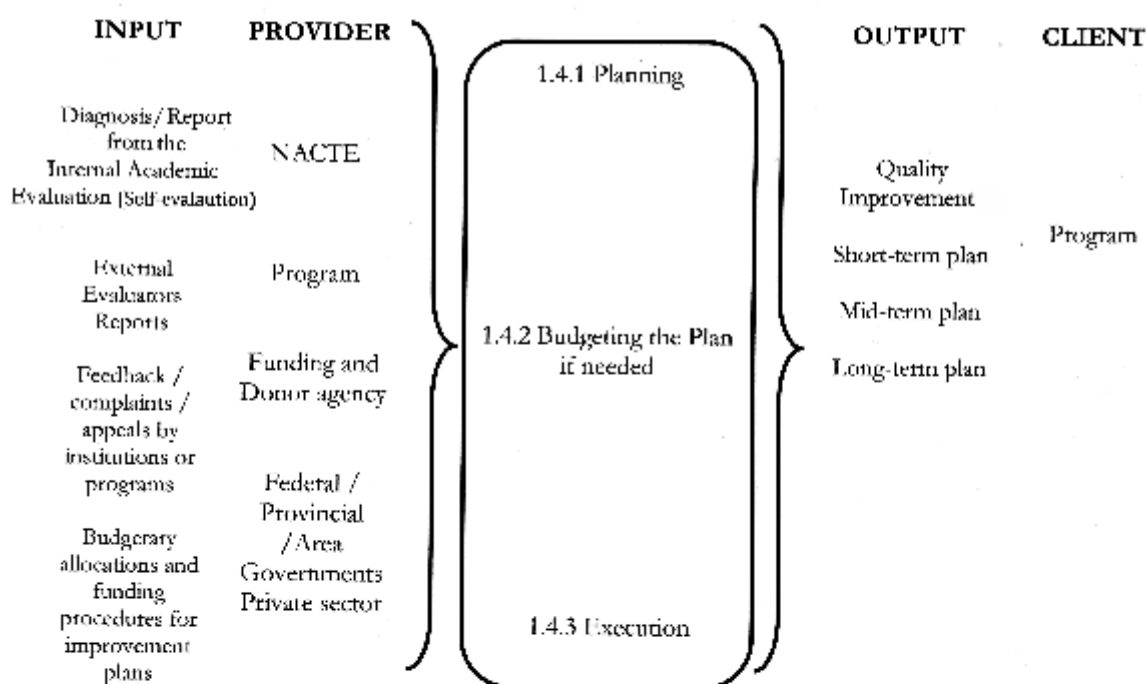 INPUT
Diagnosis/Report
from the
Internal Academic
Evaluation (Self-evalaution)
External
Evaluators
Reports
Feedback /
complaints /
appeals by
institutions or
programs
Budgetary
allocations and
funding
procedures for
improvement
plans
PROVIDER
NACTE
Program
Funding and
Donor agency
Federal /
Provincial
/Area
Governments
Private sector
1.4.1 Planning
1.4.2 Budgeting the Plan
if needed
1.4.3 Execution
OUTPUT
Quality
Improvement
Short-term plan
Mid-term plan
Long-term plan
CLIENT
Program